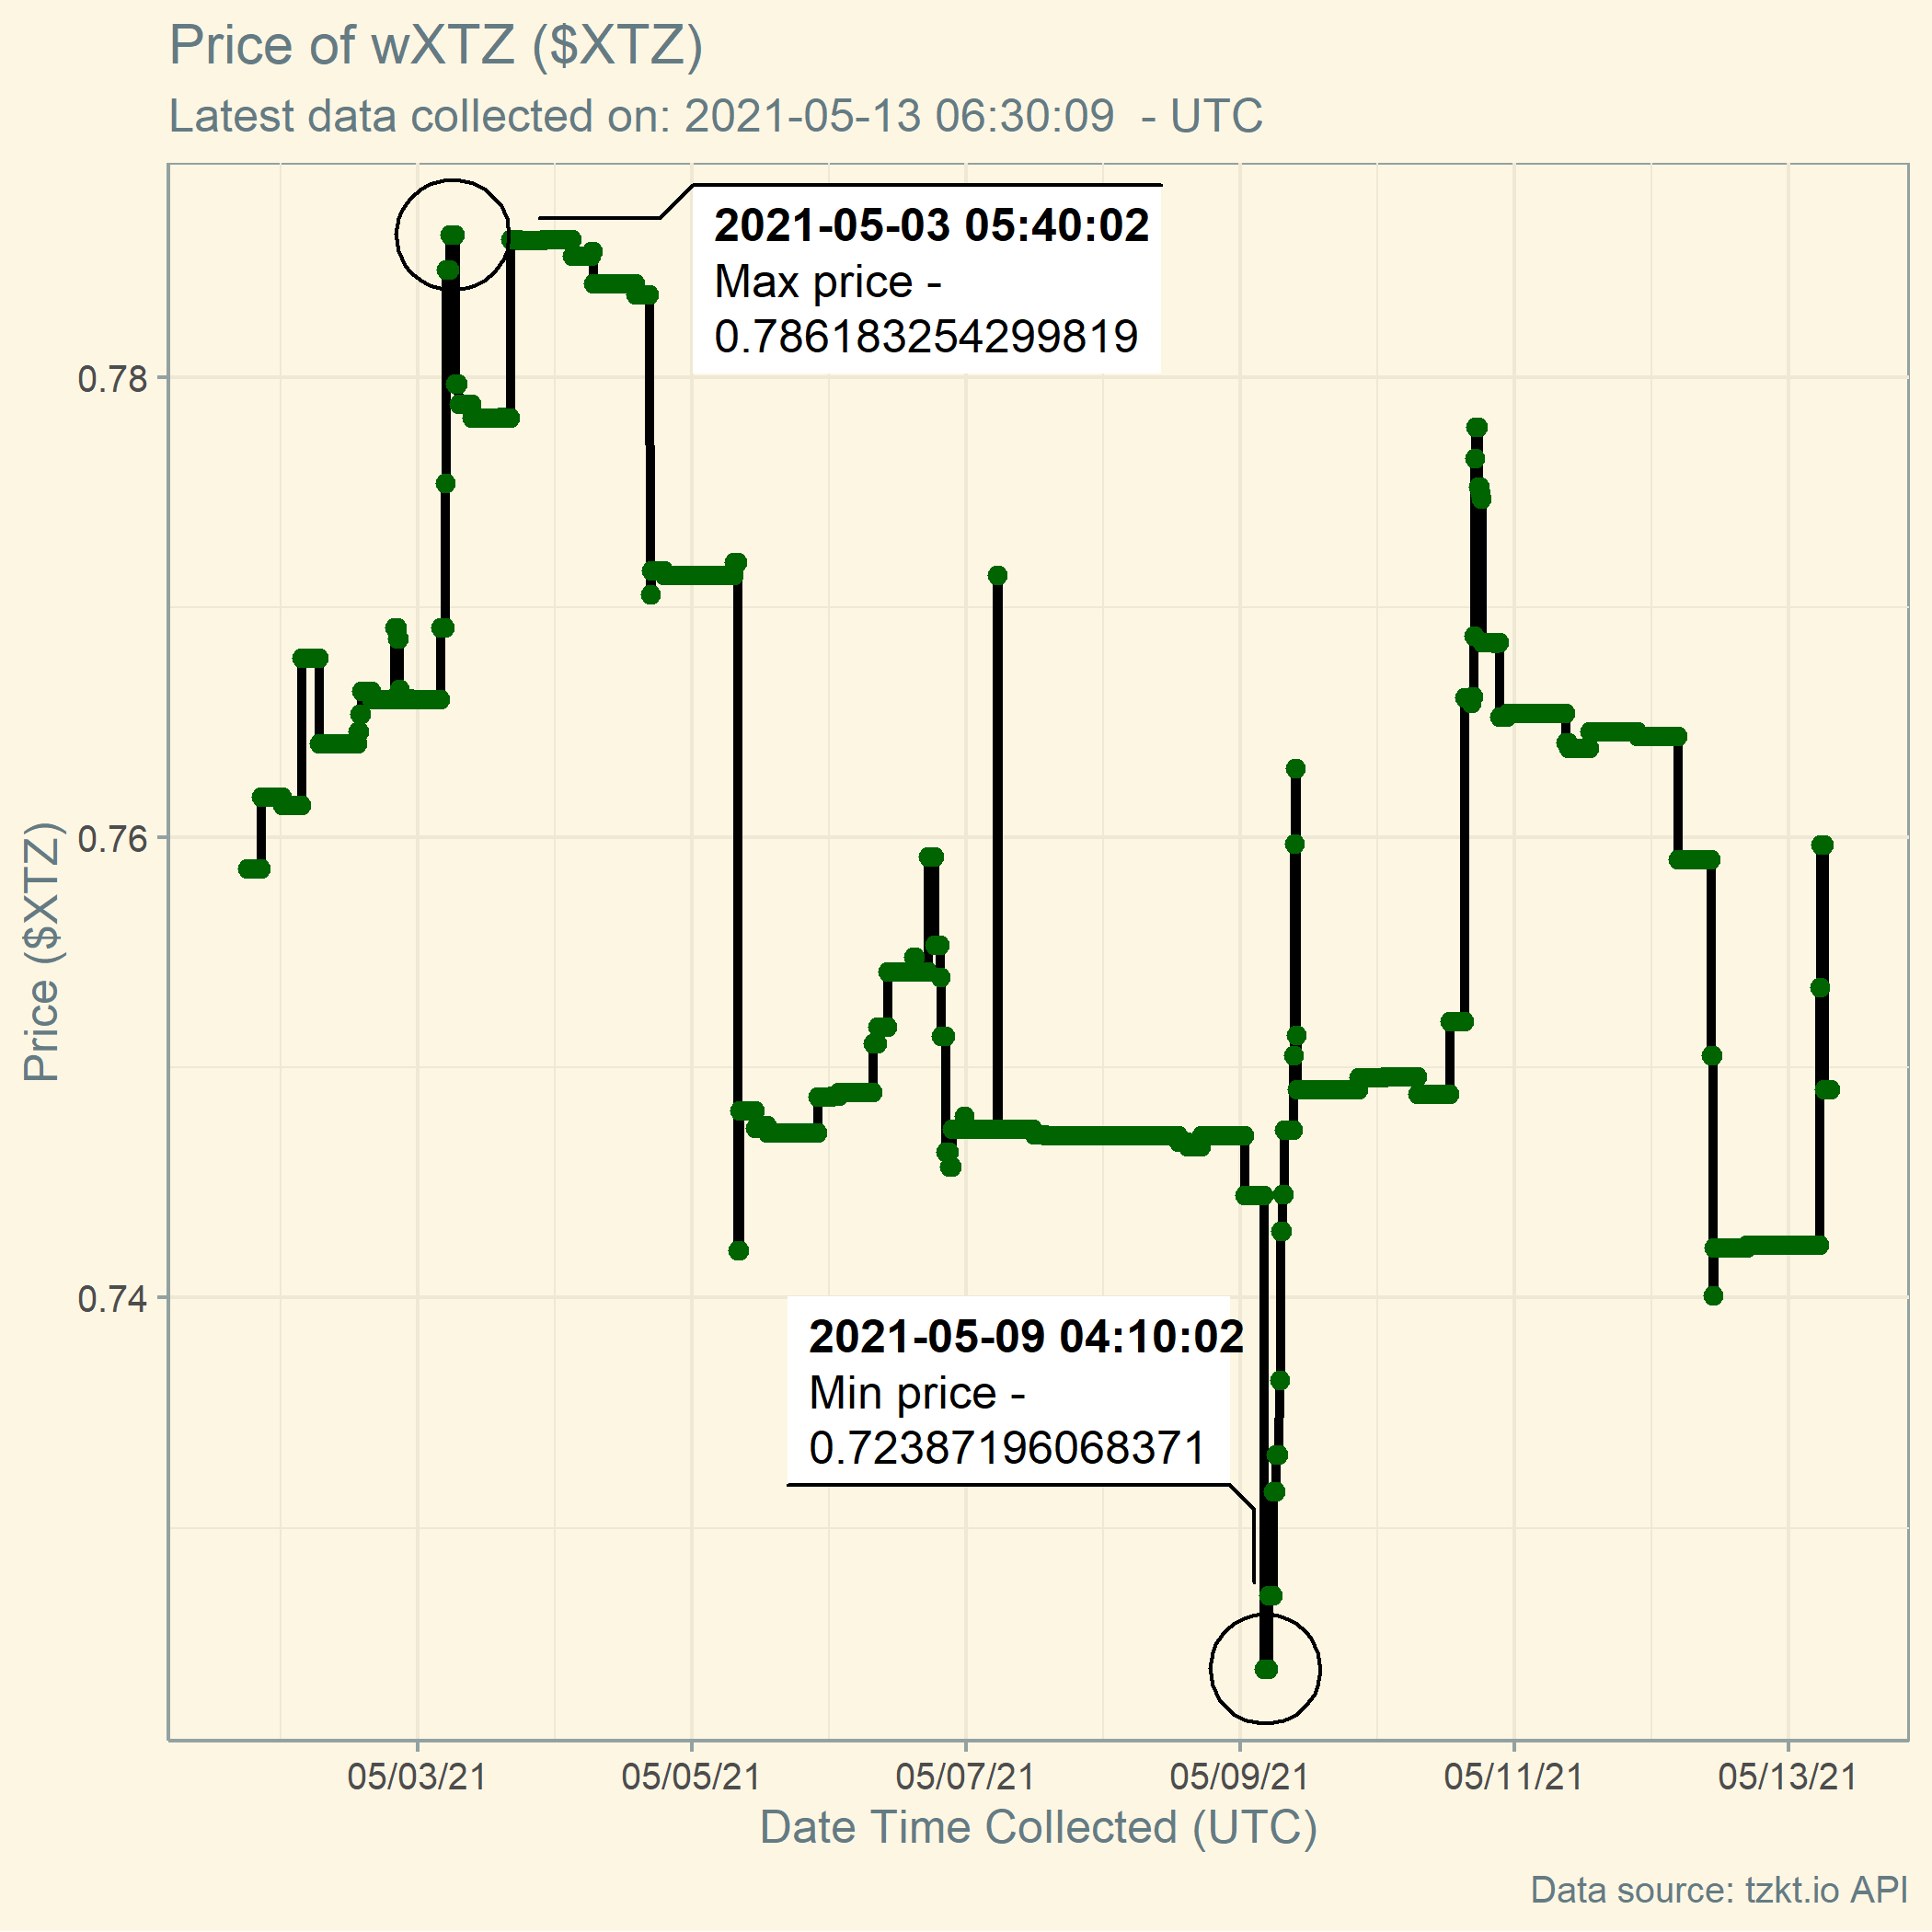 Price of wXTZ ($XTZ)
Latest data collected on: 2021-05-13 06:30:09  - UTC
2021-05-03 05:40:02
Max price -
0.786183254299819
0.78
0.76
0.74
Price ($XTZ)
2021-05-09 04:10:02
Min price -
0.72387196068371
05/03/21
05/05/21
05/07/21
05/09/21
05/11/21
05/13/21
Date Time Collected (UTC)
Data source: tzkt.io API